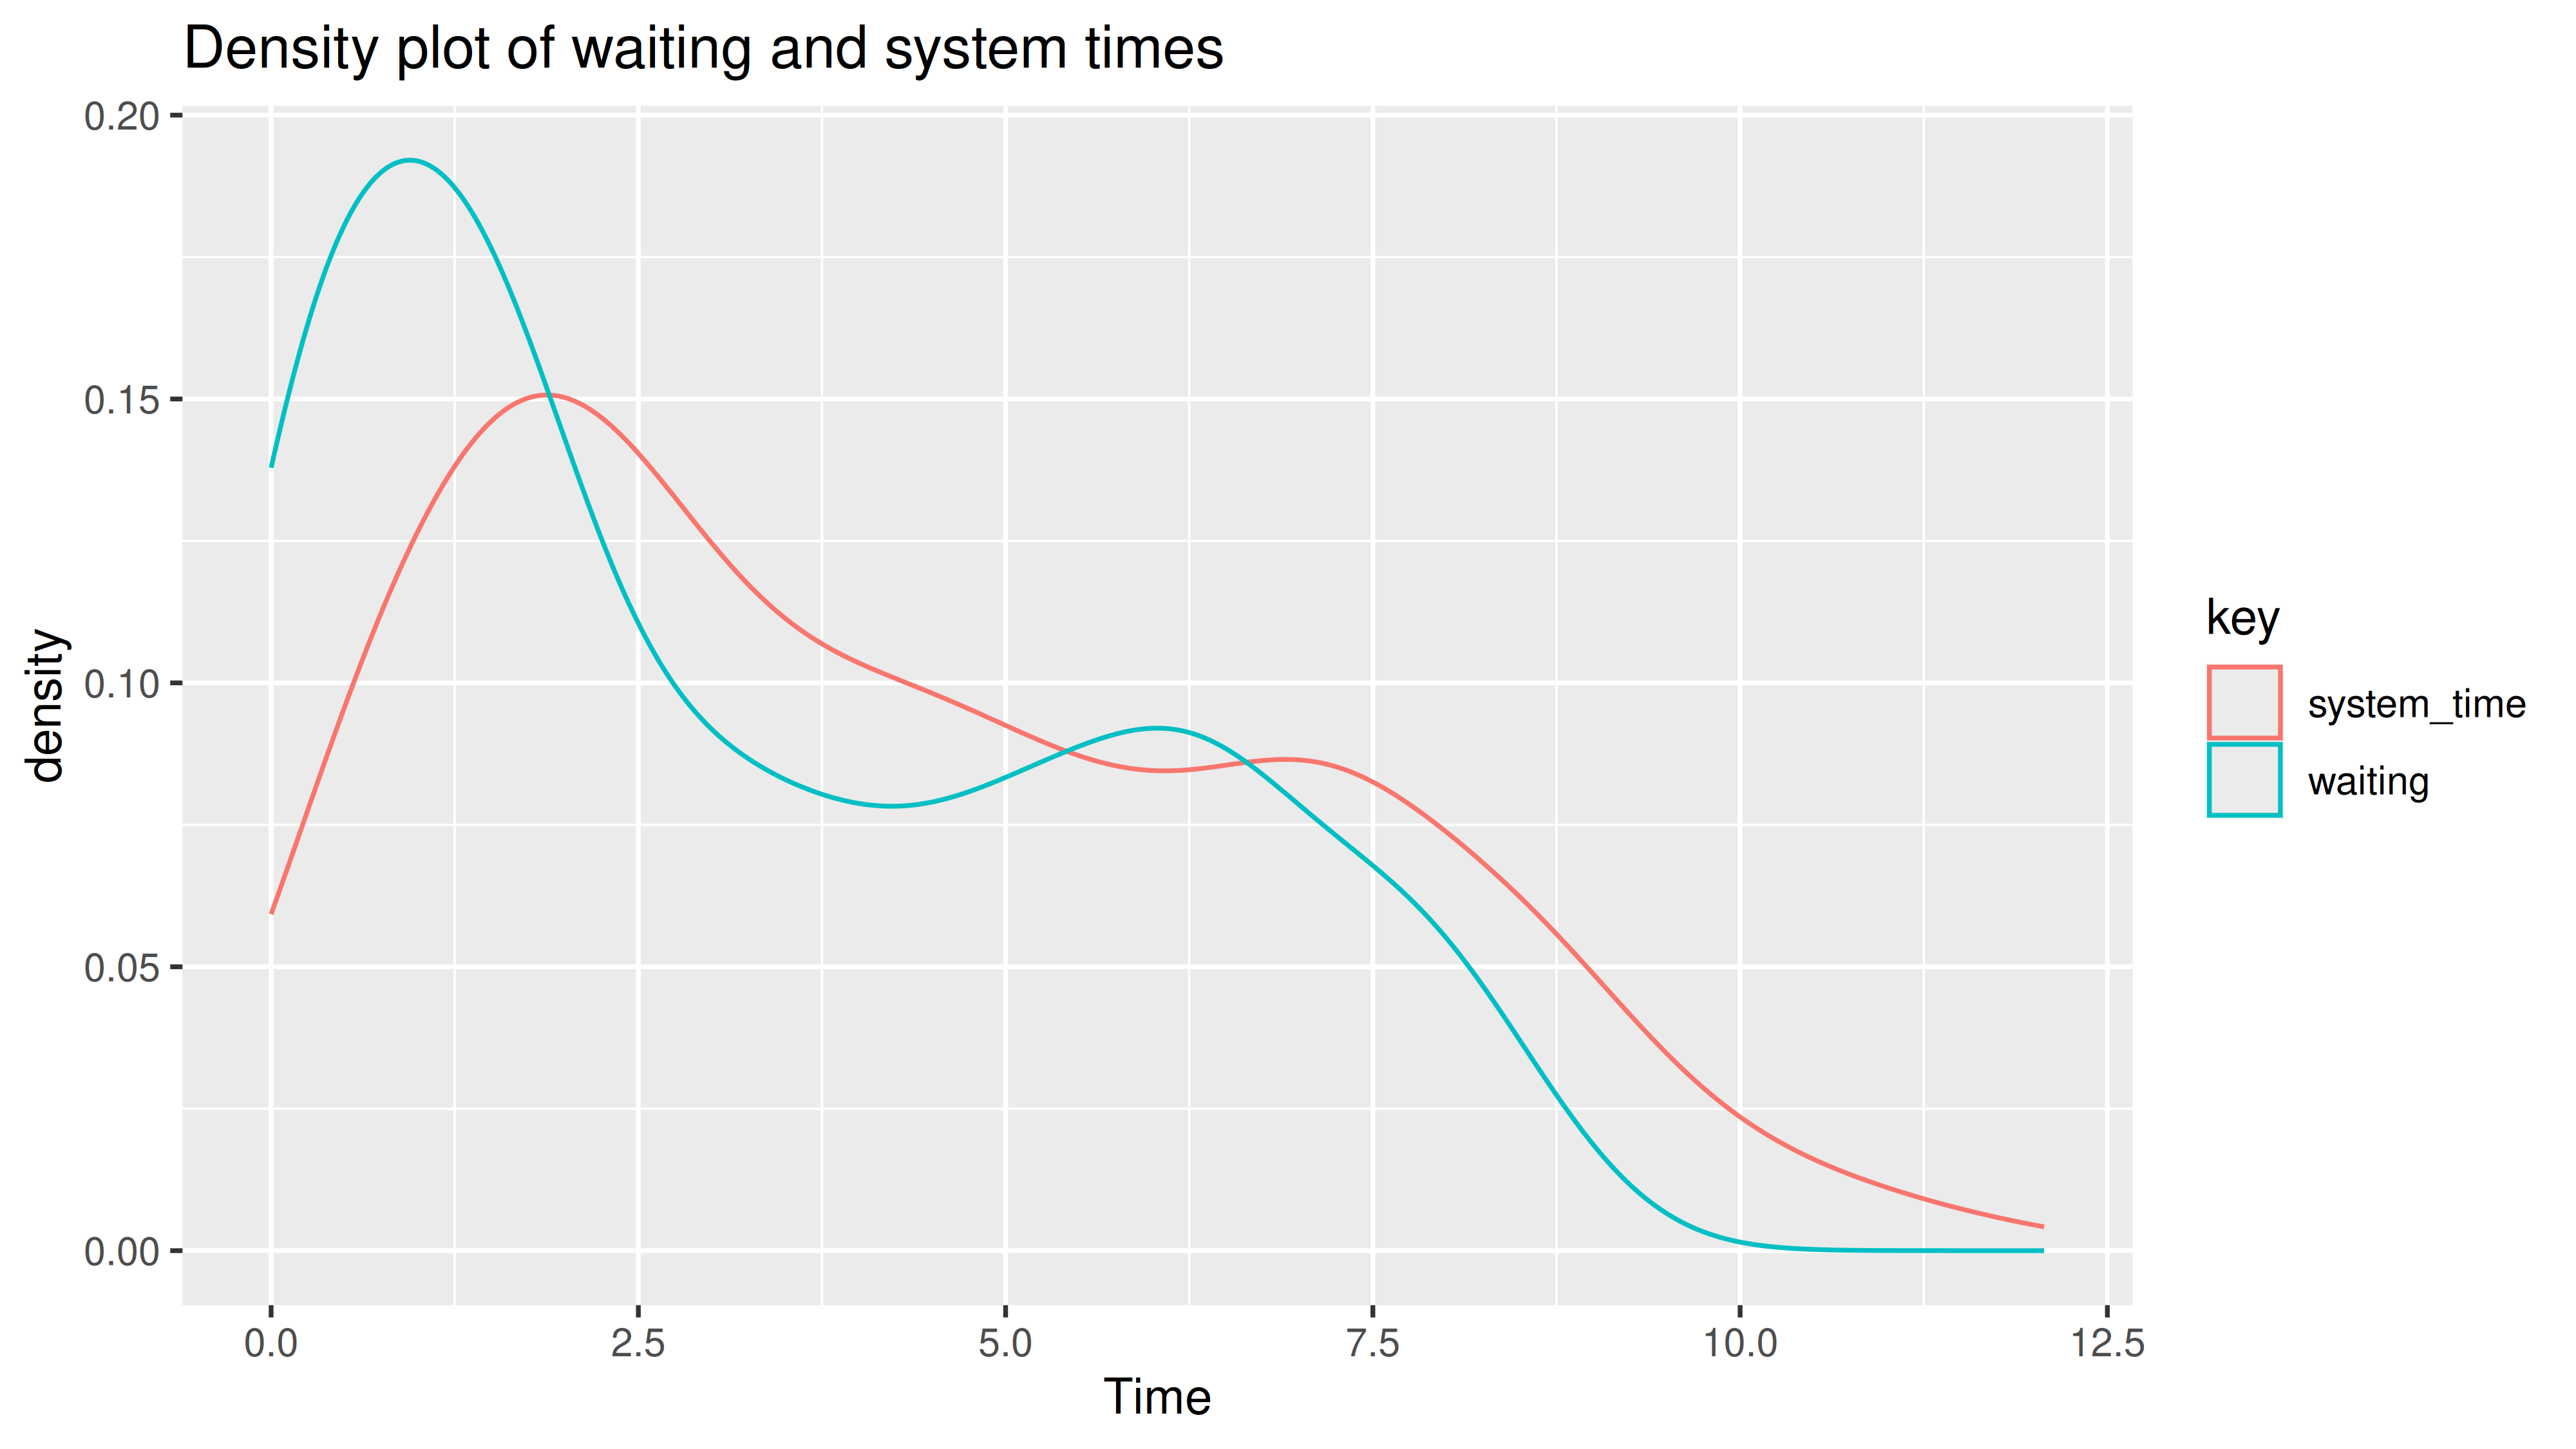 Density plot of waiting and system times
0.20
0.15
0.10
0.05
0.00
density
0.0 2.5 5.0 7.5 10.0 12.5
Time
key
system_time
waiting